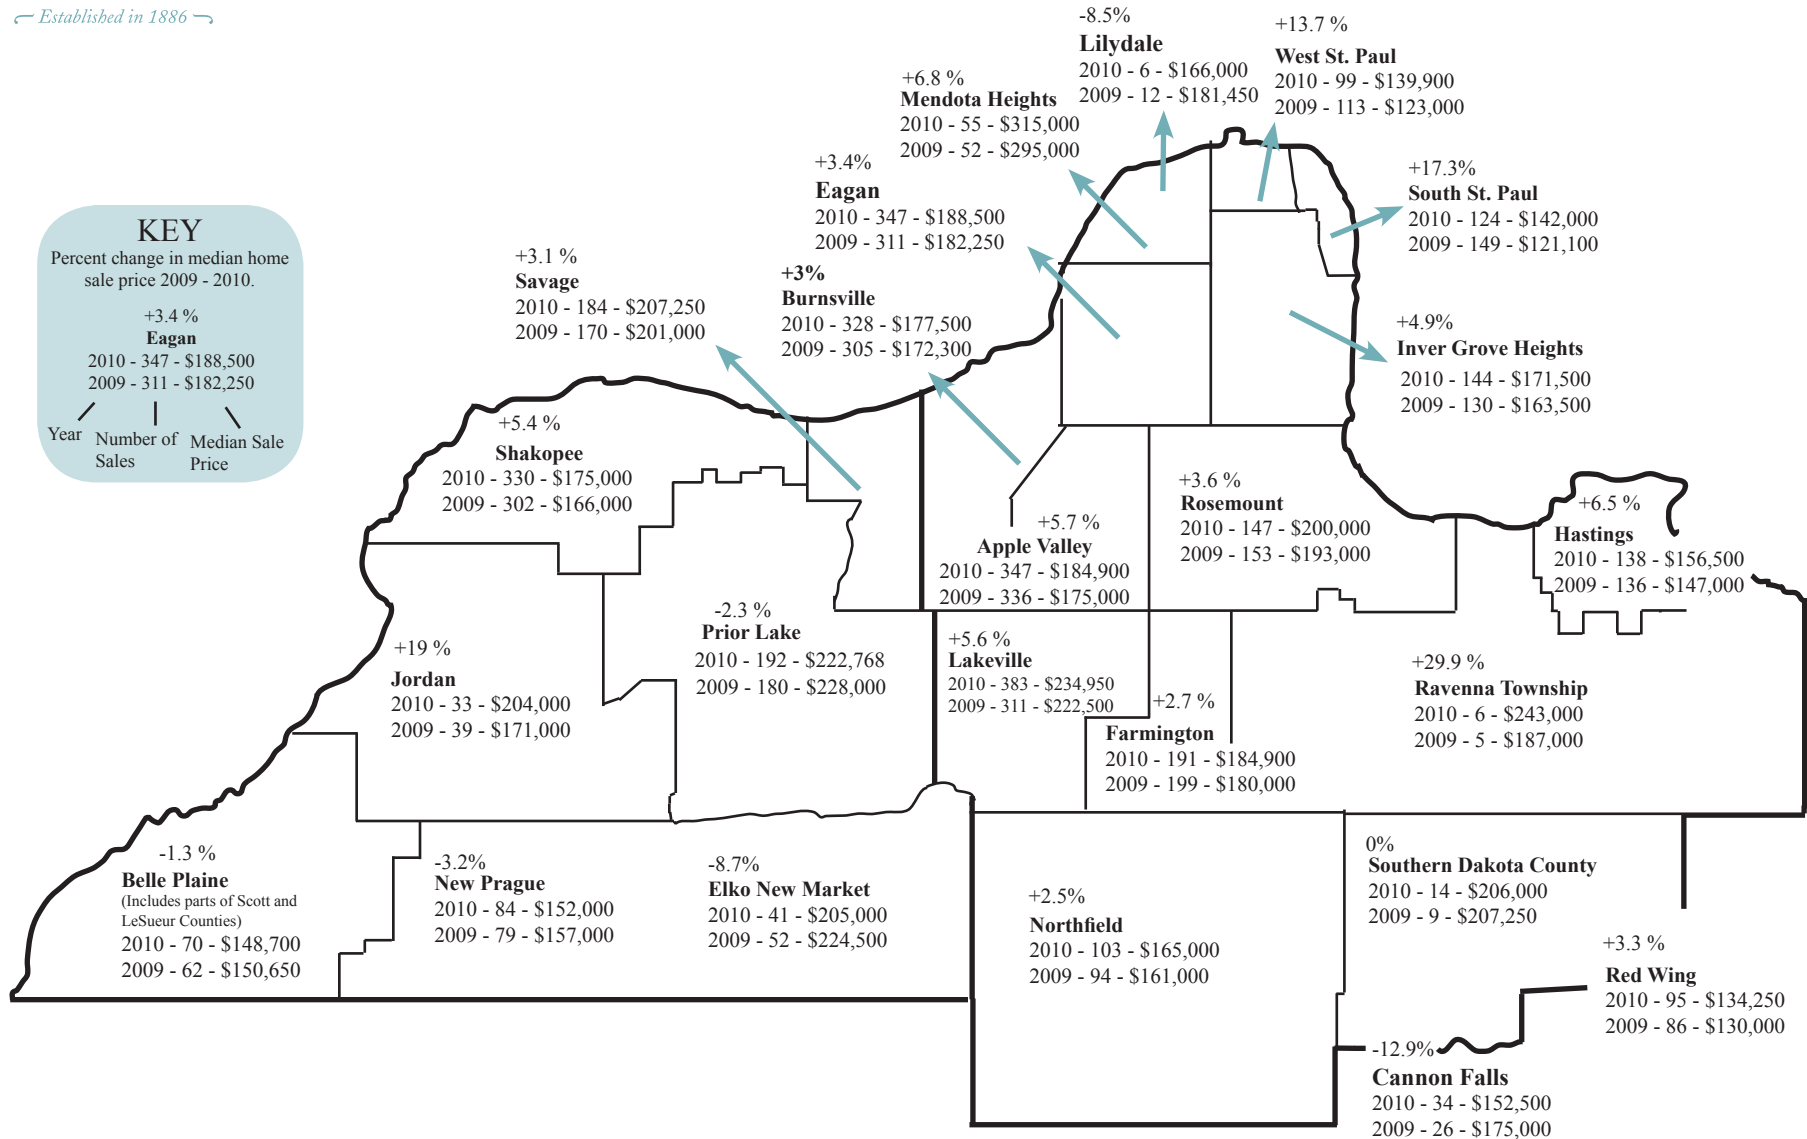 Established in 1886
KEY
Percent change in median home
sale price 2009 - 2010.
+3.4 %
Eagan
2010 - 347 - $188,500
2009 - 311 - $182,250
Year
Number of
Sales
Median Sale
Price
-8.5%
Lilydale
2010 - 6 - $166,000
2009 - 12 - $181,450
+13.7 %
West St. Paul
2010 - 99 - $139,900
2009 - 113 - $123,000
+6.8 %
Mendota Heights
2010 - 55 - $315,000
2009 - 52 - $295,000
+3.4%
Eagan
2010 - 347 - $188,500
2009 - 311 - $182,250
+17.3%
South St. Paul
2010 - 124 - $142,000
2009 - 149 - $121,100
+3.1 %
Savage
2010 - 184 - $207,250
2009 - 170 - $201,000
+3%
Burnsville
2010 - 328 - $177,500
2009 - 305 - $172,300
+4.9%
Inver Grove Heights
2010 - 144 - $171,500
2009 - 130 - $163,500
+5.4 %
Shakopee
2010 - 330 - $175,000
2009 - 302 - $166,000
+5.7 %
Apple Valley
2010 - 347 - $184,900
2009 - 336 - $175,000
+3.6 %
Rosemount
2010 - 147 - $200,000
2009 - 153 - $193,000
+6.5 %
Hastings
2010 - 138 - $156,500
2009 - 136 - $147,000
+19 %
Jordan
2010 - 33 - $204,000
2009 - 39 - $171,000
-2.3 %
Prior Lake
2010 - 192 - $222,768
2009 - 180 - $228,000
+5.6 %
Lakeville
2010 - 383 - $234,950
2009 - 311 - $222,500
+2.7 %
Farmington
2010 - 191 - $184,900
2009 - 199 - $180,000
+29.9 %
Ravenna Township
2010 - 6 - $243,000
2009 - 5 - $187,000
-1.3 %
Belle Plaine
(Includes parts of Scott and
LeSueur Counties)
2010 - 70 - $148,700
2009 - 62 - $150,650
-3.2%
New Prague
2010 - 84 - $152,000
2009 - 79 - $157,000
-8.7%
Elko New Market
2010 - 41 - $205,000
2009 - 52 - $224,500
+2.5%
Northfield
2010 - 103 - $165,000
2009 - 94 - $161,000
0%
Southern Dakota County
2010 - 14 - $206,000
2009 - 9 - $207,250
+3.3 %
Red Wing
2010 - 95 - $134,250
2009 - 86 - $130,000
-12.9%
Cannon Falls
2010 - 34 - $152,500
2009 - 26 - $175,000